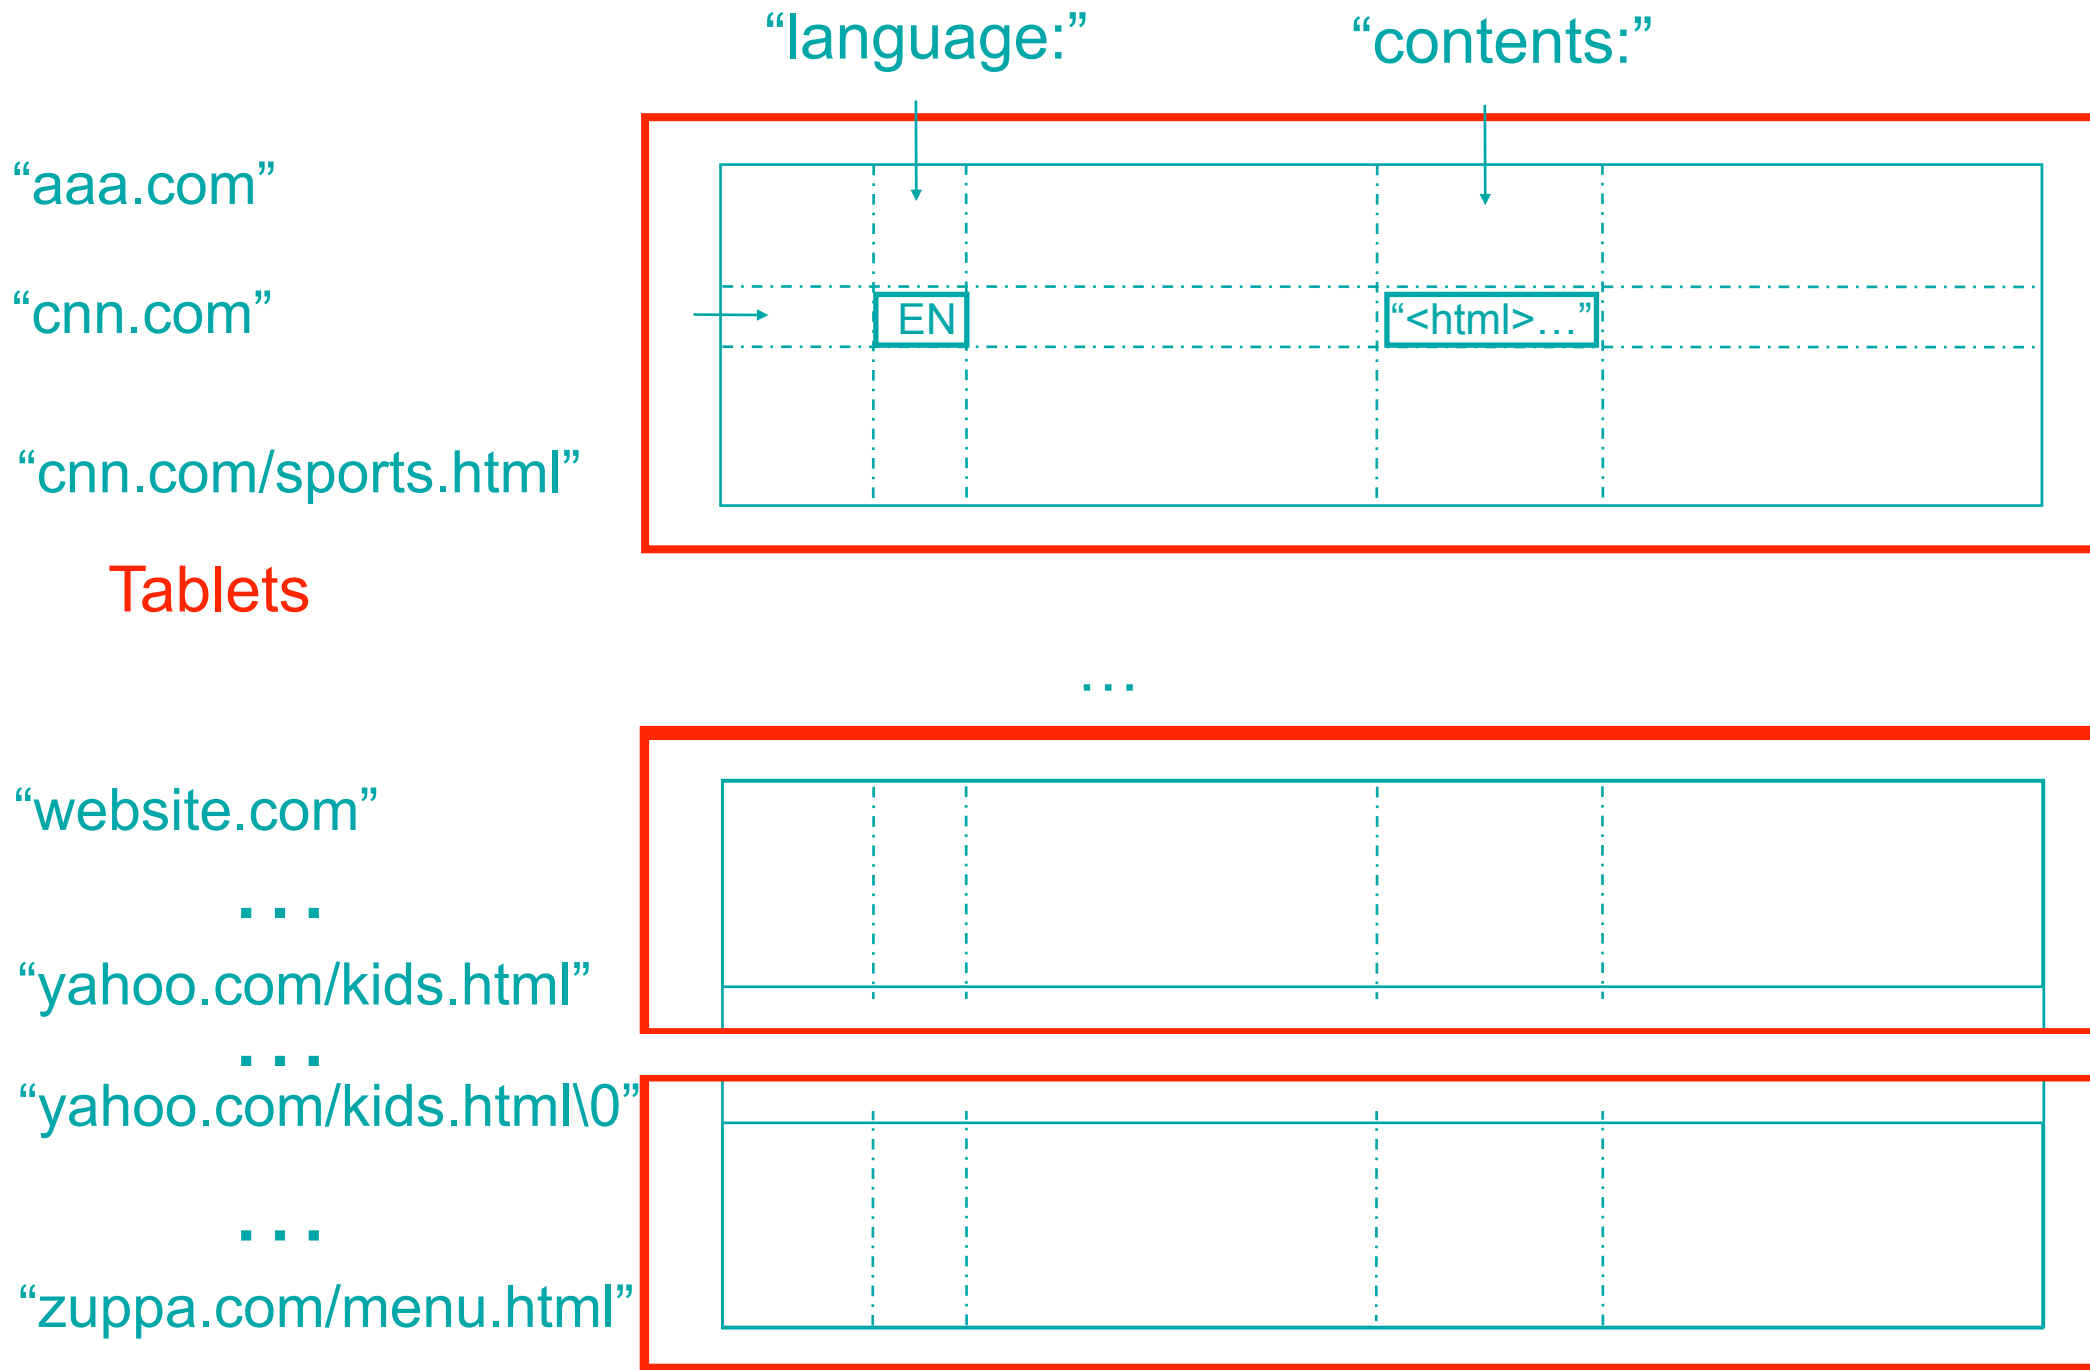 “language:” “contents:”
“aaa.com”
“cnn.com” EN “<html>…”
“cnn.com/sports.html”
Tablets
…
“website.com”
…
“yahoo.com/kids.html”
…
“yahoo.com/kids.html\0”
…
“zuppa.com/menu.html”